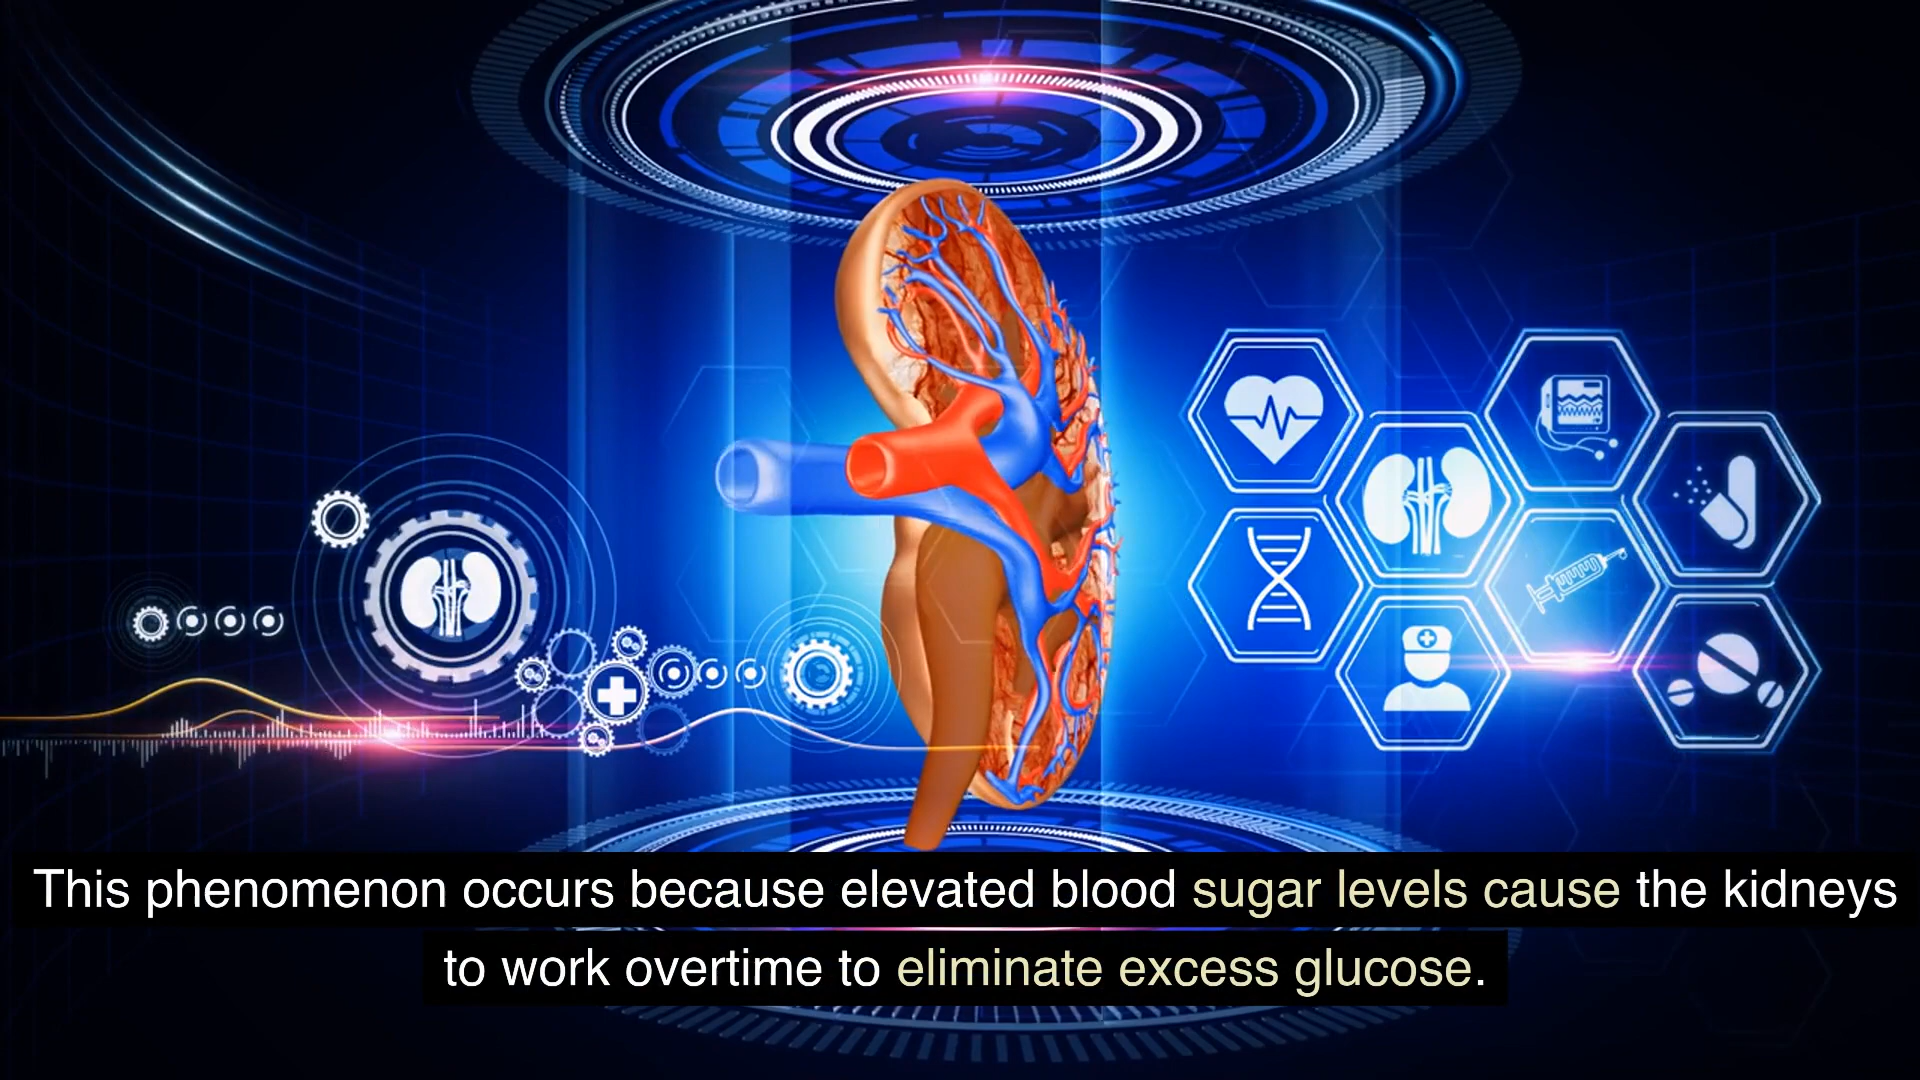 This phenomenon occurs because elevated blood sugar levels cause the kidneys
to work overtime to eliminate excess glucose.